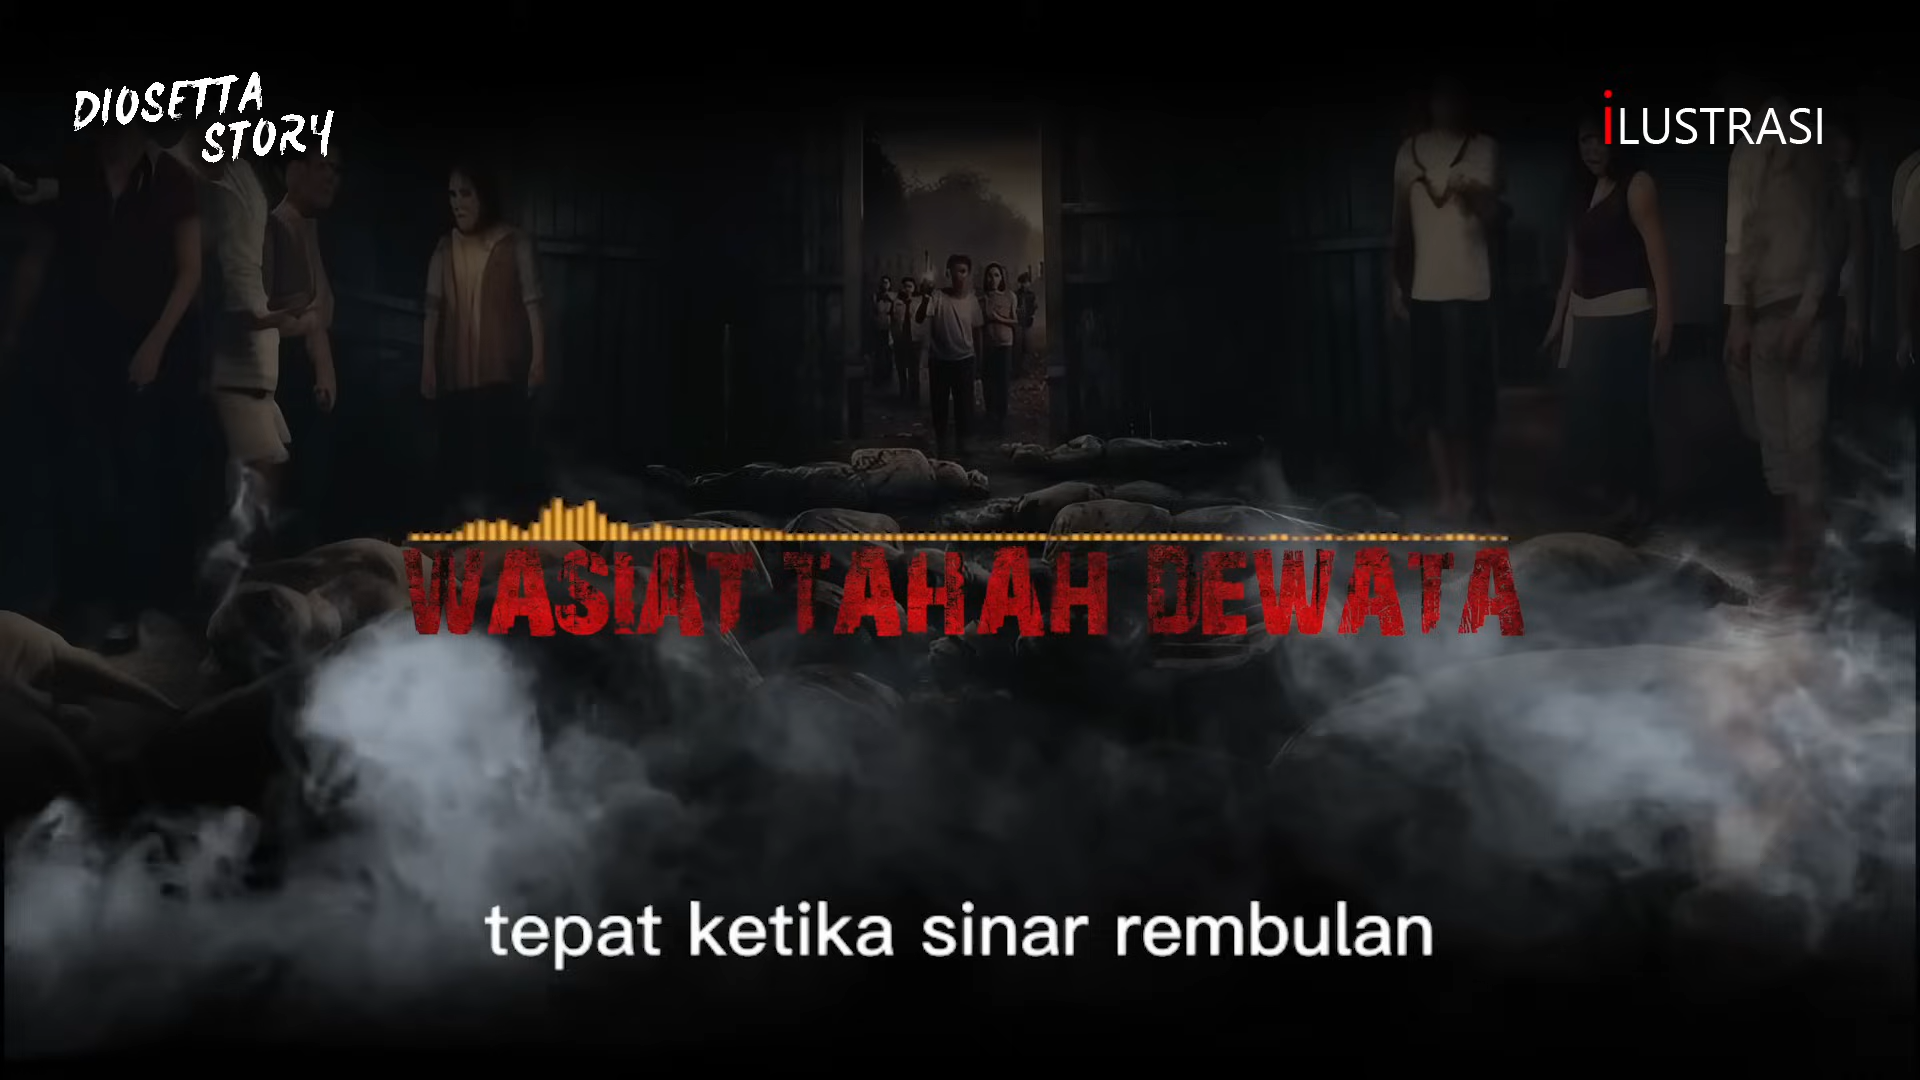 DIOSETTA
STORY
iLUSTRASI
WASIAT TANAH DEWATA
tepat ketika sinar rembulan